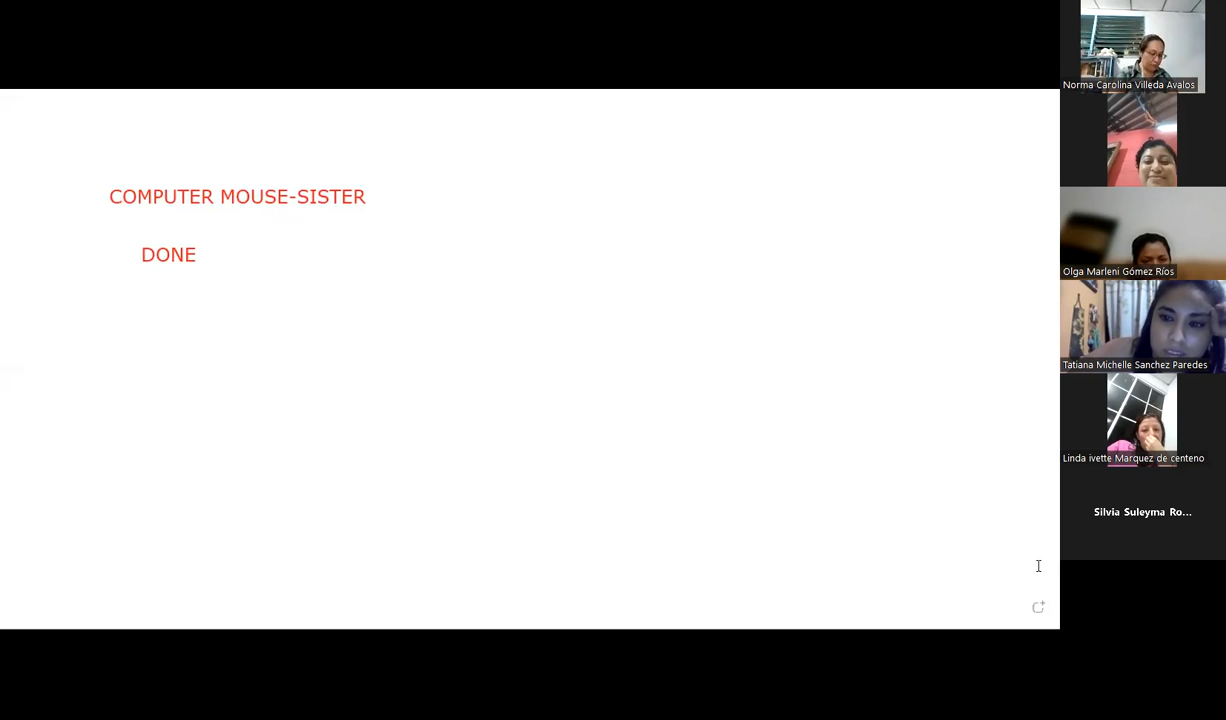 COMPUTER MOUSE-SISTER
DONE
Norma Carolina Villeda Avalos
Olga Marleni Gómez Ríos
Tatiana Michelle Sanchez Paredes
Linda ivette Marquez de centeno
Silvia Suleyma Ro...